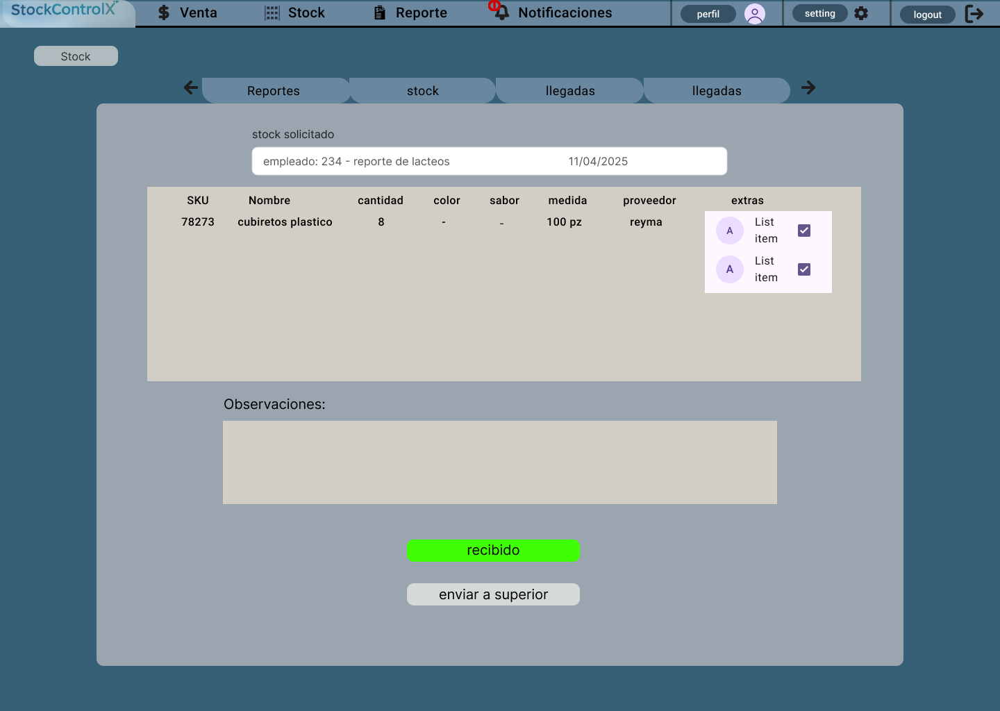 StockControlX
Venta
Stock
Reporte
0
Notificaciones
perfil
setting
logout
Stock
Reportes
stock
llegadas
llegadas
stock solicitado
empleado: 234 - reporte de lacteos 11/04/2025
SKU Nombre cantidad color sabor medida proveedor extras
78273 cubiretos plastico 8 - - 100 pz reyma
A List item
A List item
Observaciones:
recibido
enviar a superior